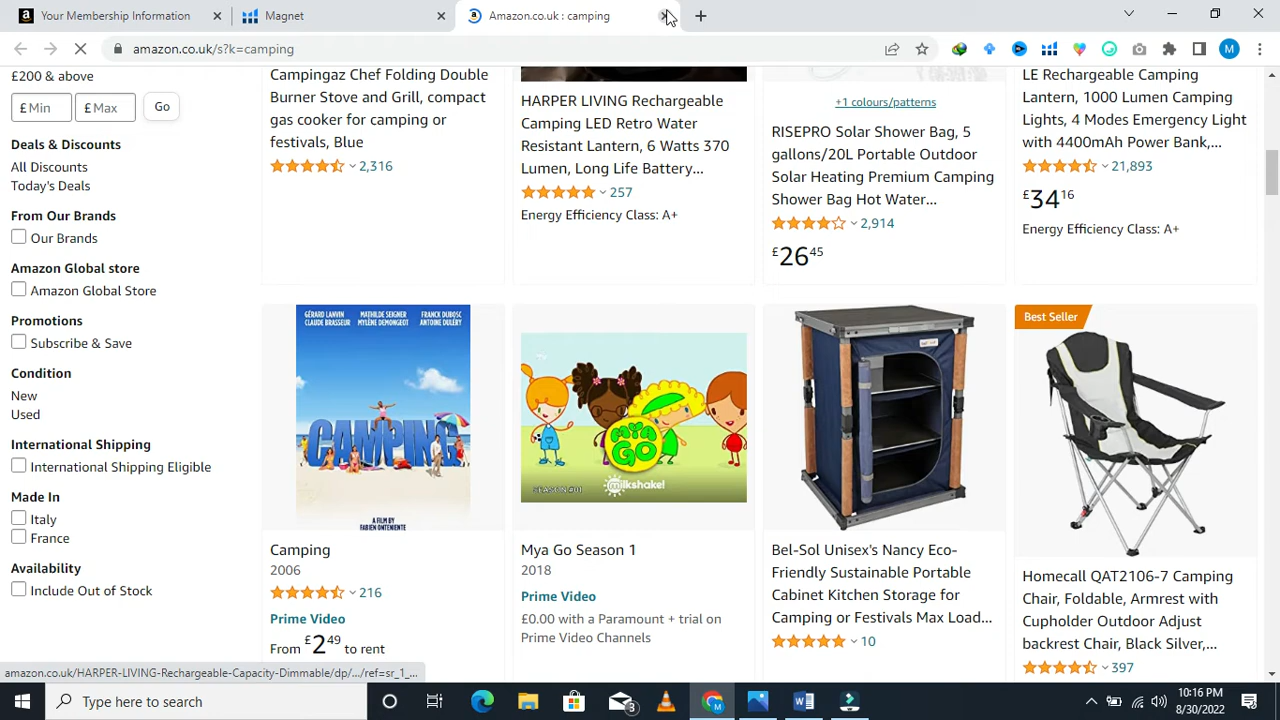 Your Membership Information
Magnet
Amazon.co.uk : camping
amazon.co.uk/s?k=camping
M
£200 & above
£ Min
£ Max
Go
Deals & Discounts
All Discounts
Today's Deals
From Our Brands
Our Brands
Amazon Global store
Amazon Global Store
Promotions
Subscribe & Save
Condition
New
Used
International Shipping
International Shipping Eligible
Made In
Italy
France
Availability
Include Out of Stock
Campingaz Chef Folding Double
Burner Stove and Grill, compact
gas cooker for camping or
festivals, Blue
2,316
HARPER LIVING Rechargeable
Camping LED Retro Water
Resistant Lantern, 6 Watts 370
Lumen, Long Life Battery...
257
Energy Efficiency Class: A+
+1 colours/patterns
RISEPRO Solar Shower Bag, 5
gallons/20L Portable Outdoor
Solar Heating Premium Camping
Shower Bag Hot Water...
2,914
£26 45
LE Rechargeable Camping
Lantern, 1000 Lumen Camping
Lights, 4 Modes Emergency Light
with 4400mAh Power Bank,...
21,893
£34 16
Energy Efficiency Class: A+
GÉRARD LANVIN MATHILDE SEIGNER FRANCK DUBOSC
CLAUDE BRASSEUR MYLÈNE DEMONGEOT ANTOINE DULÉRY
CAMPING
A FILM BY
FABIEN ONTENIENTE
Camping
2006
216
Prime Video
From £2 49 to rent
Mya
MYA
GO
SEASON #01
milkshake!
Mya Go Season 1
2018
Prime Video
£0.00 with a Paramount + trial on
Prime Video Channels
Bel-Sol Unisex's Nancy Eco-
Friendly Sustainable Portable
Cabinet Kitchen Storage for
Camping or Festivals Max Load...
10
Best Seller
Homecall QAT2106-7 Camping
Chair, Foldable, Armrest with
Cupholder Outdoor Adjust
backrest Chair, Black Silver,...
397
amazon.co.uk/HARPER-LIVING-Rechargeable-Capacity-Dimmable/dp/.../ref=sr_1_...
Type here to search
3
10:16 PM
8/30/2022